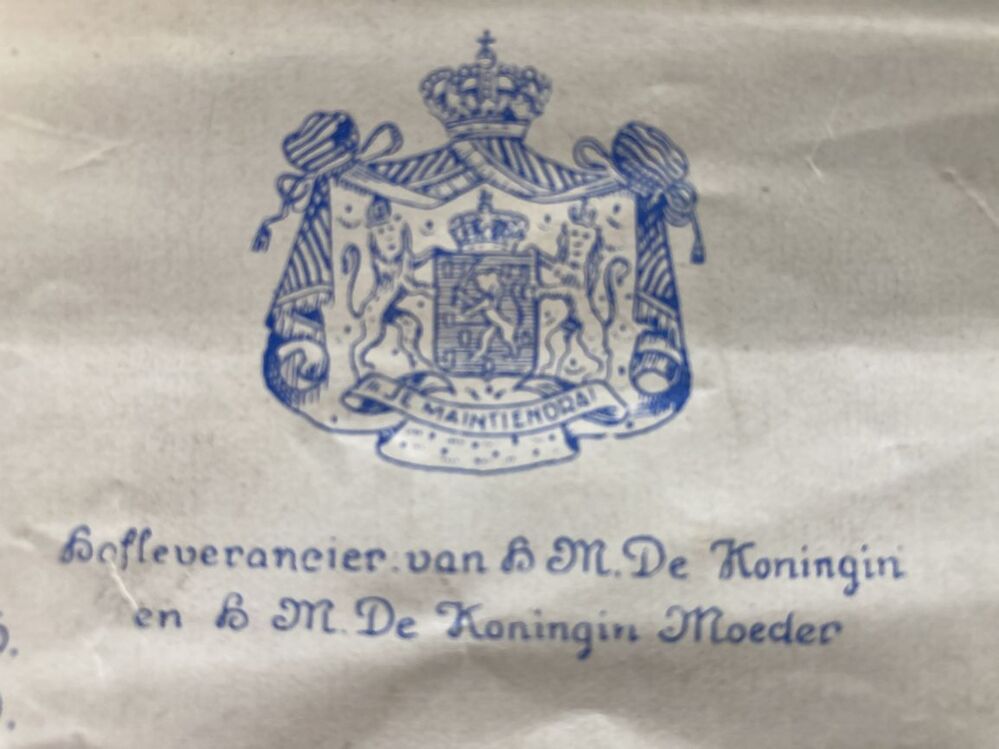 JE MAINTIENDRAI
Hofleverancier van H M. De Koningin
en H M. De Koningin Moeder